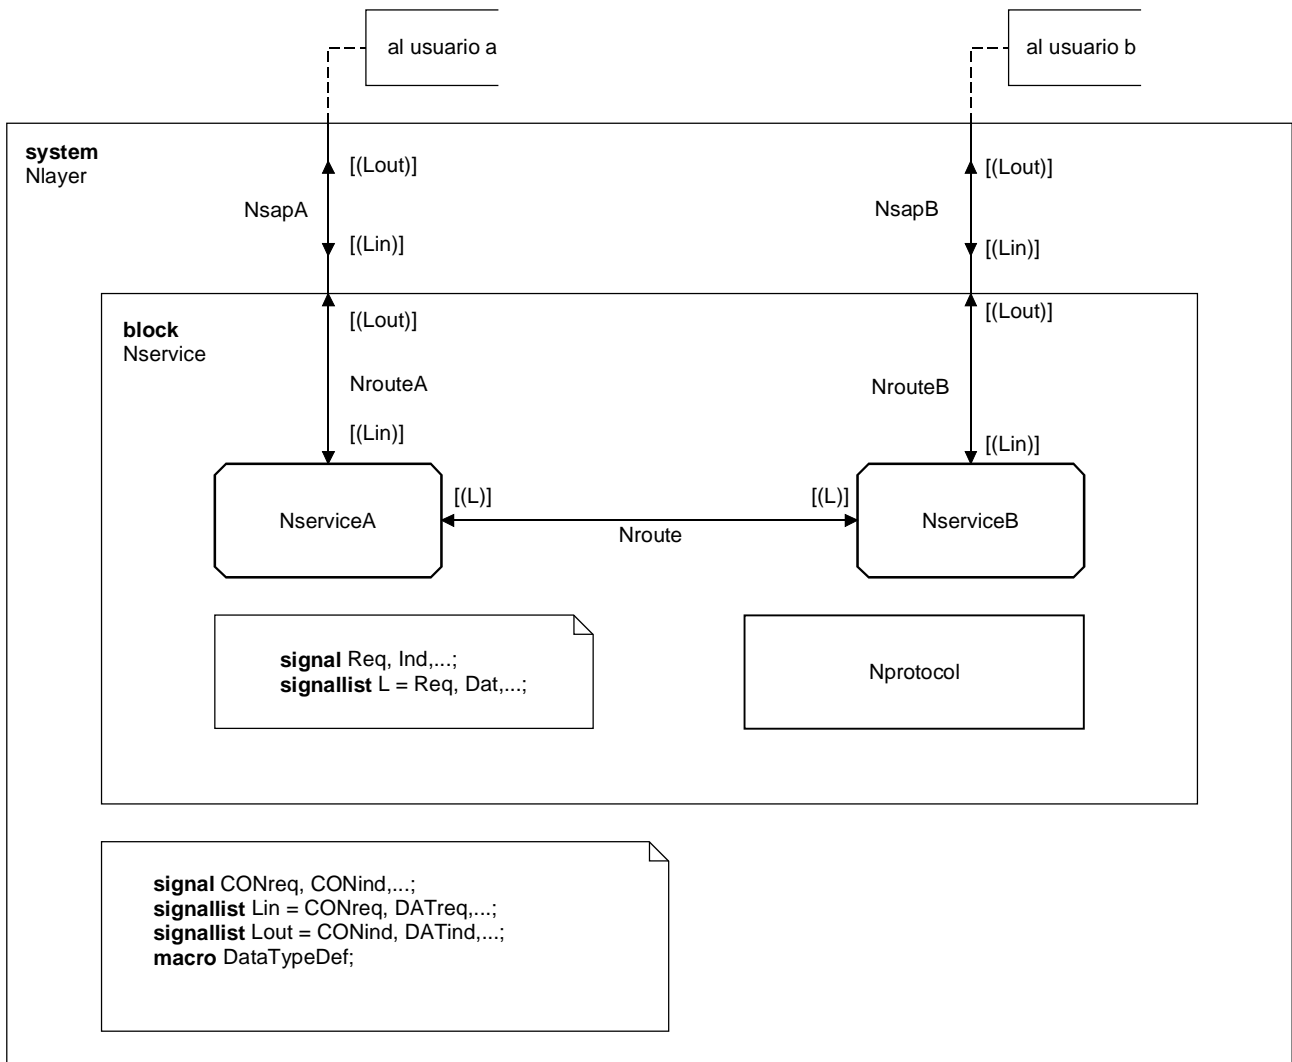 al usuario a
al usuario b
system
Nlayer
[(Lout)]
[(Lout)]
NsapA
NsapB
[(Lin)]
[(Lin)]
block
Nservice
[(Lout)]
[(Lout)]
NrouteA
NrouteB
[(Lin)]
[(Lin)]
NserviceA
[(L)]
[(L)]
NserviceB
Nroute
signal Req, Ind,...;
signallist L = Req, Dat,...;
Nprotocol
signal CONreq, CONind,...;
signallist Lin = CONreq, DATreq,...;
signallist Lout = CONind, DATind,...;
macro DataTypeDef;